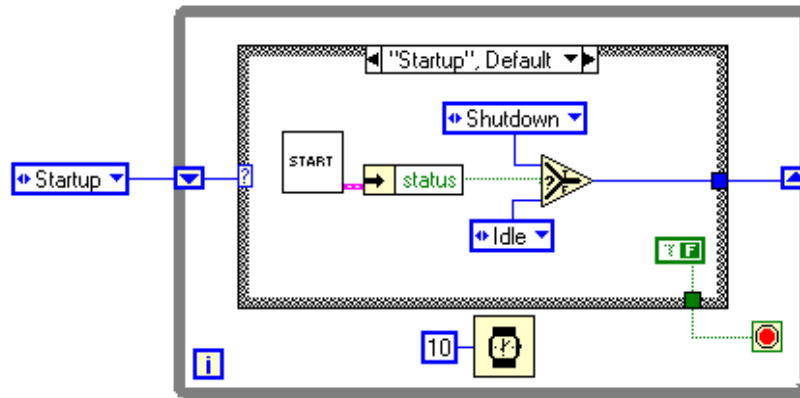 "Startup", Default
Shutdown
START
Startup
?
status
?
T
F
Idle
T F
10
i